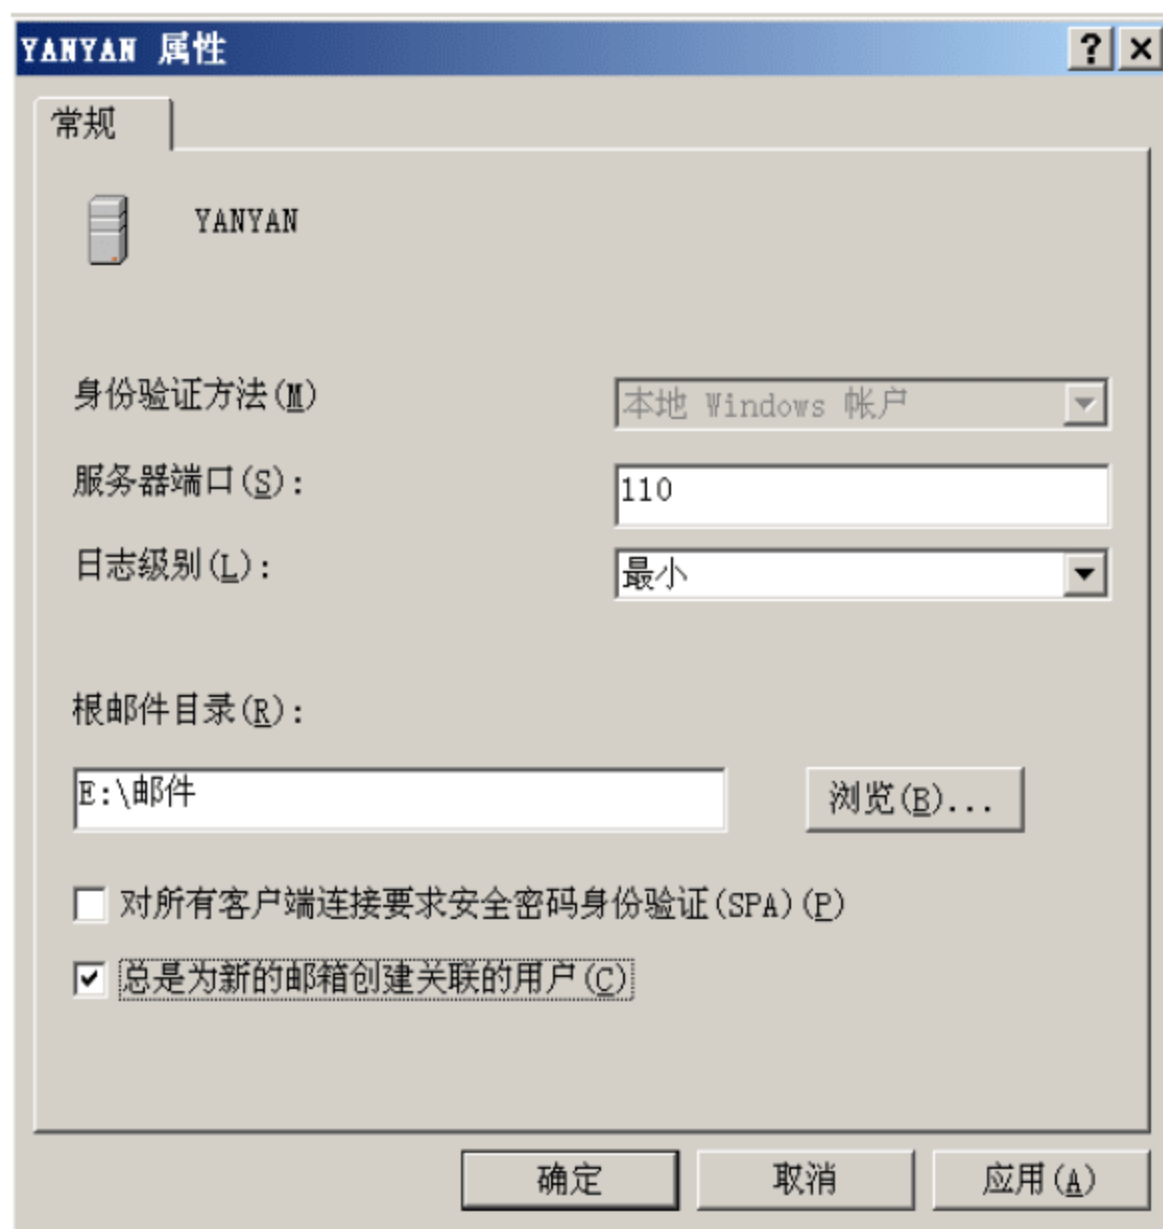 YANYAN 属性
常规
YANYAN
身份验证方法(M)
本地 Windows 帐户
服务器端口(S):
110
日志级别(L):
最小
根邮件目录(R):
E:\邮件
浏览(B)...
对所有客户端连接要求安全密码身份验证(SPA)(P)
总是为新的邮箱创建关联的用户(C)
确定
取消
应用(A)